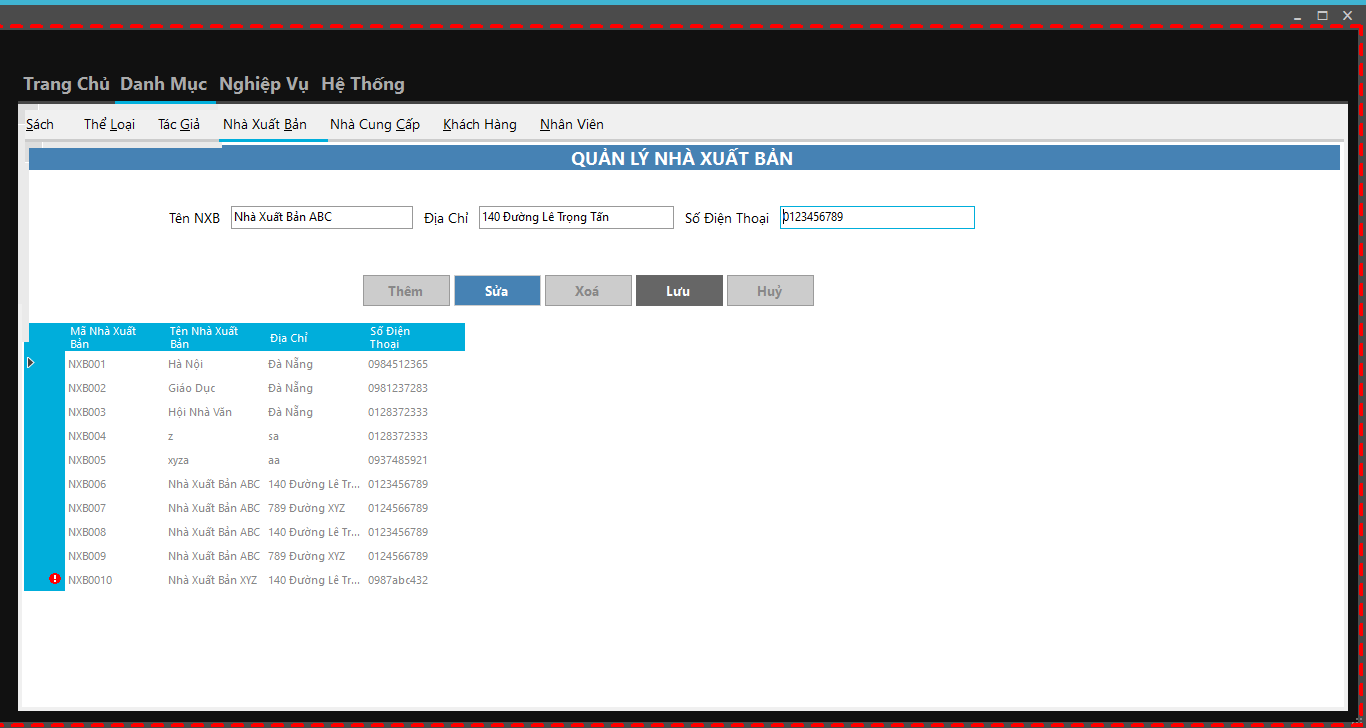 Trang Chủ Danh Mục Nghiệp Vụ Hệ Thống
Sách Thể Loại Tác Giả Nhà Xuất Bản Nhà Cung Cấp Khách Hàng Nhân Viên
QUẢN LÝ NHÀ XUẤT BẢN
Tên NXB Nhà Xuất Bản ABC Địa Chỉ 140 Đường Lê Trọng Tấn Số Điện Thoại 0123456789
Thêm Sửa Xoá Lưu Huỷ
Mã Nhà Xuất Bản Tên Nhà Xuất Bản Địa Chỉ Số Điện Thoại
NXB001 Hà Nội Đà Nẵng 0984512365
NXB002 Giáo Dục Đà Nẵng 0981237283
NXB003 Hội Nhà Văn Đà Nẵng 0128372333
NXB004 z sa 0128372333
NXB005 xyza aa 0937485921
NXB006 Nhà Xuất Bản ABC 140 Đường Lê Tr... 0123456789
NXB007 Nhà Xuất Bản ABC 789 Đường XYZ 0124566789
NXB008 Nhà Xuất Bản ABC 140 Đường Lê Tr... 0123456789
NXB009 Nhà Xuất Bản ABC 789 Đường XYZ 0124566789
NXB0010 Nhà Xuất Bản XYZ 140 Đường Lê Tr... 0987abc432